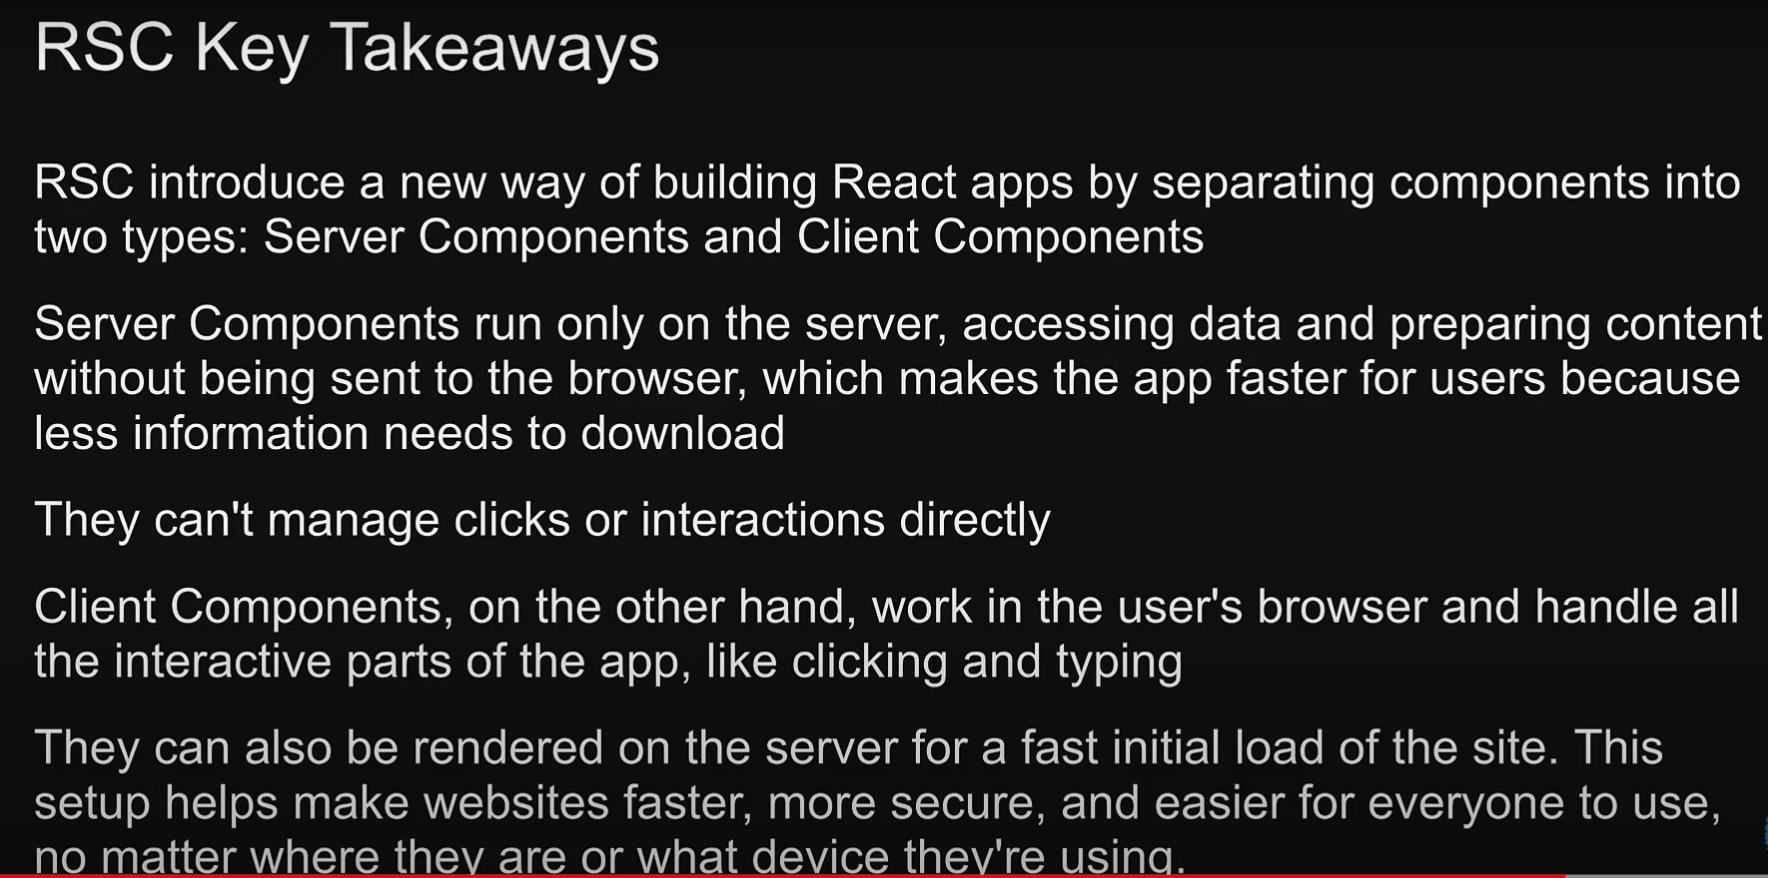 RSC Key Takeaways
RSC introduce a new way of building React apps by separating components into
two types: Server Components and Client Components
Server Components run only on the server, accessing data and preparing content
without being sent to the browser, which makes the app faster for users because
less information needs to download
They can't manage clicks or interactions directly
Client Components, on the other hand, work in the user's browser and handle all
the interactive parts of the app, like clicking and typing
They can also be rendered on the server for a fast initial load of the site. This
setup helps make websites faster, more secure, and easier for everyone to use,
no matter where they are or what device they're using.